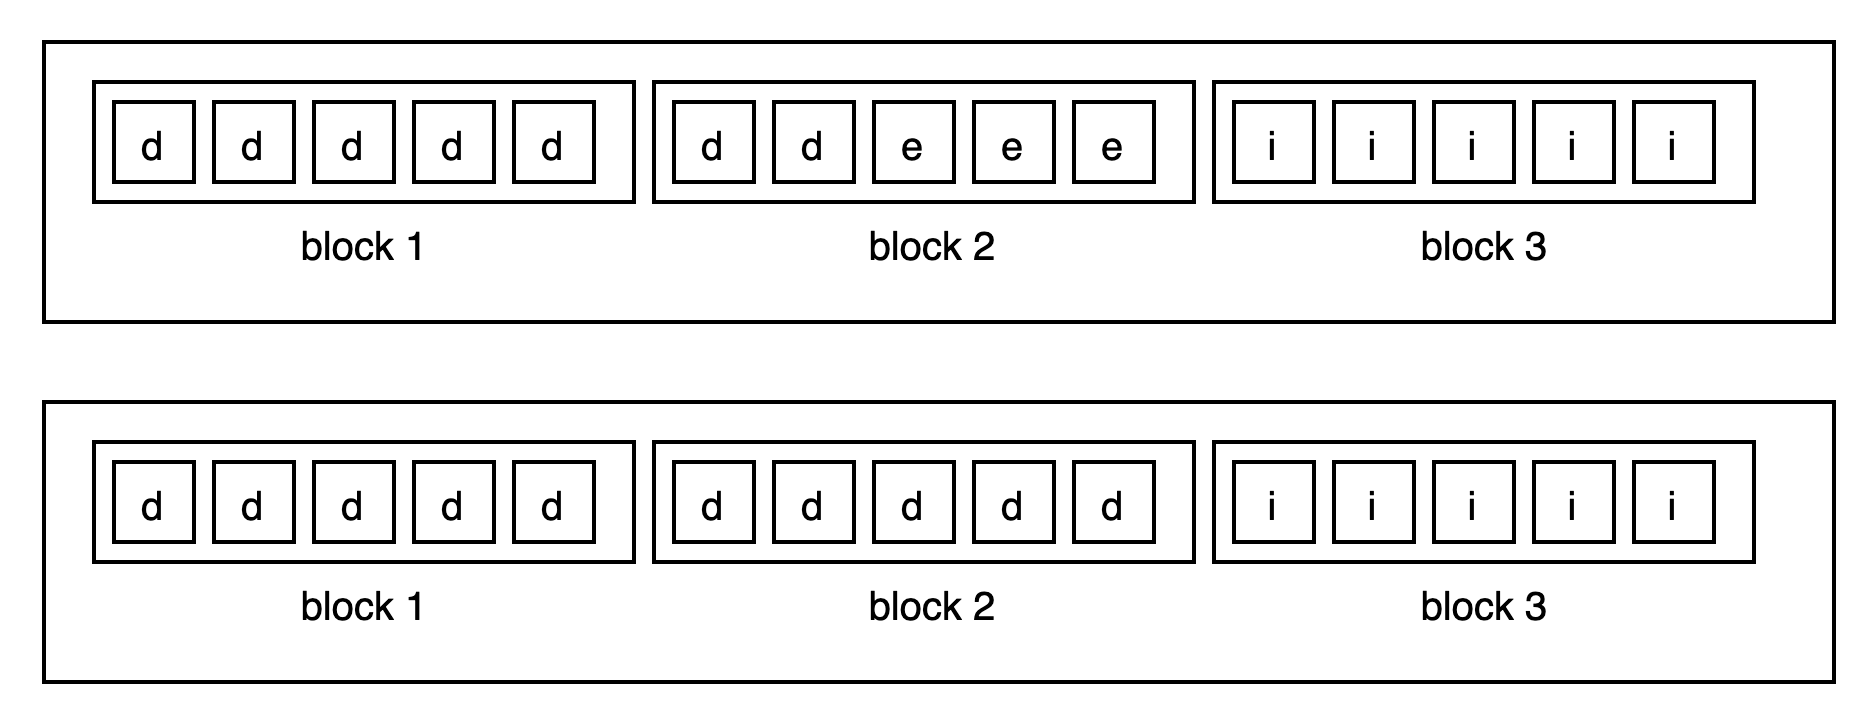 d d d d d d d e e e i i i i i
block 1 block 2 block 3
d d d d d d d d d d i i i i i
block 1 block 2 block 3